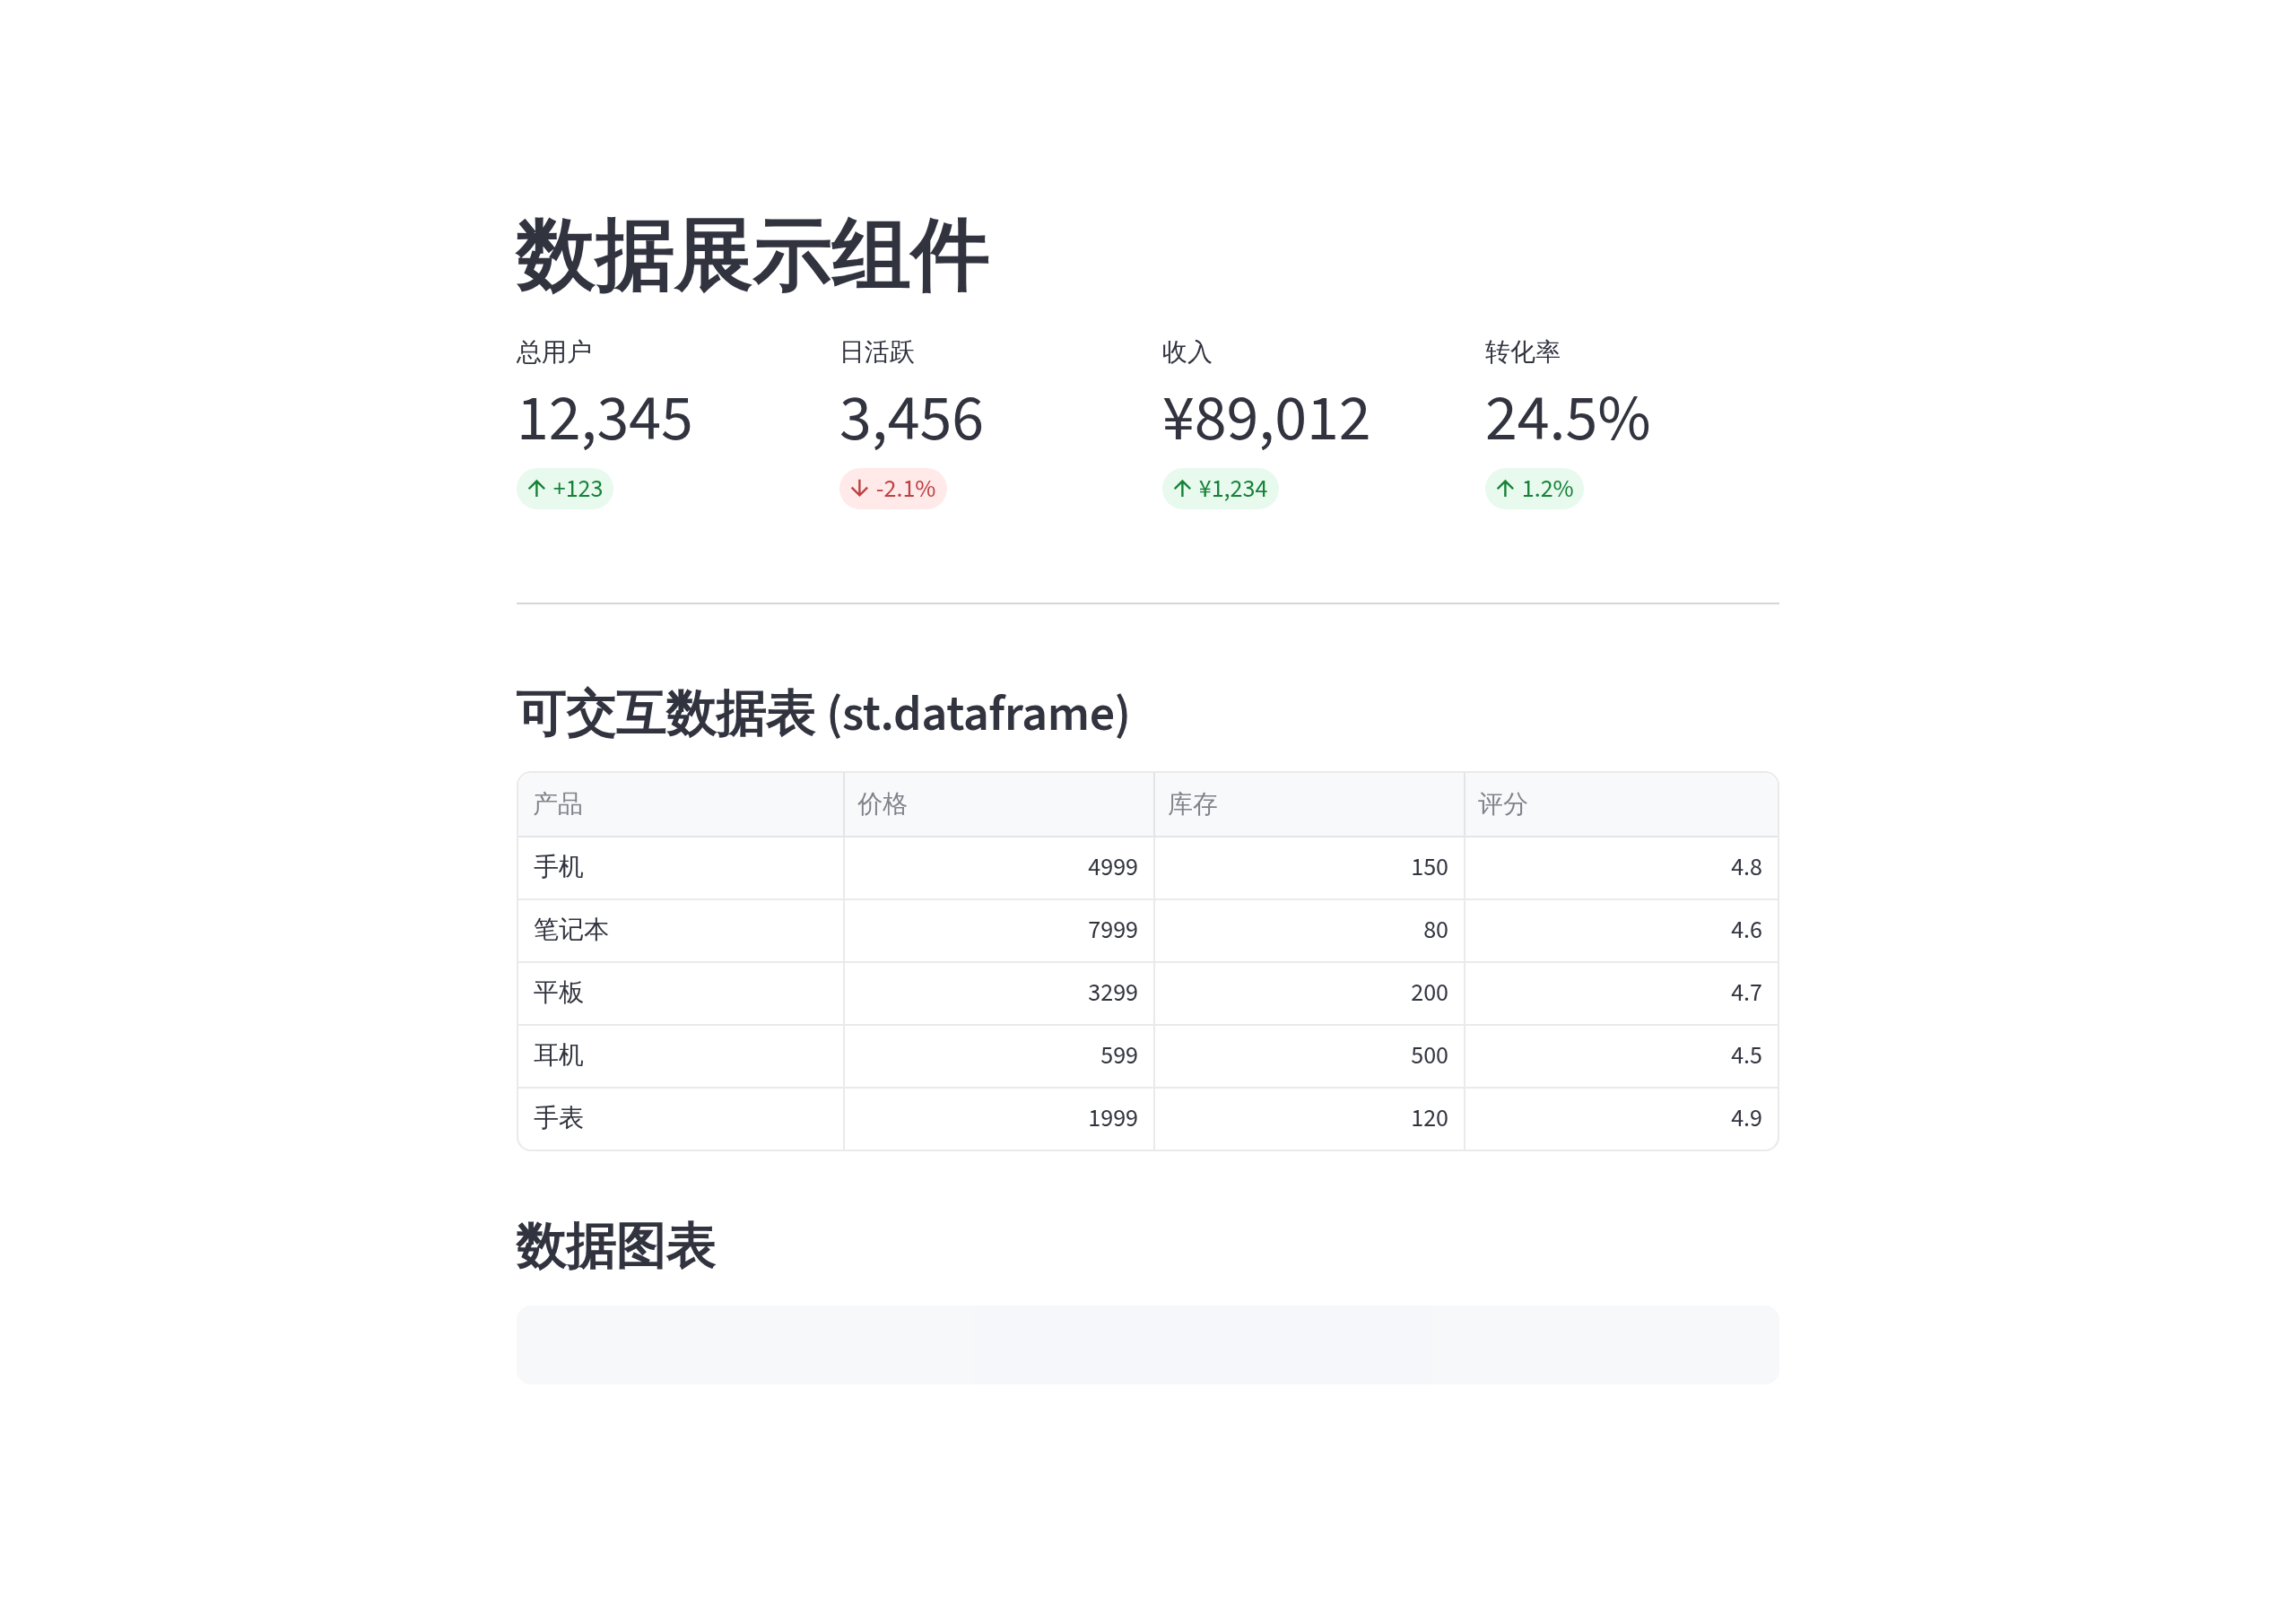 数据展示组件
总用户 日活跃 收入 转化率
12,345 3,456 ¥89,012 24.5%
↑ +123 ↓ -2.1% ↑ ¥1,234 ↑ 1.2%
可交互数据表 (st.dataframe)
产品 价格 库存 评分
手机 4999 150 4.8
笔记本 7999 80 4.6
平板 3299 200 4.7
耳机 599 500 4.5
手表 1999 120 4.9
数据图表